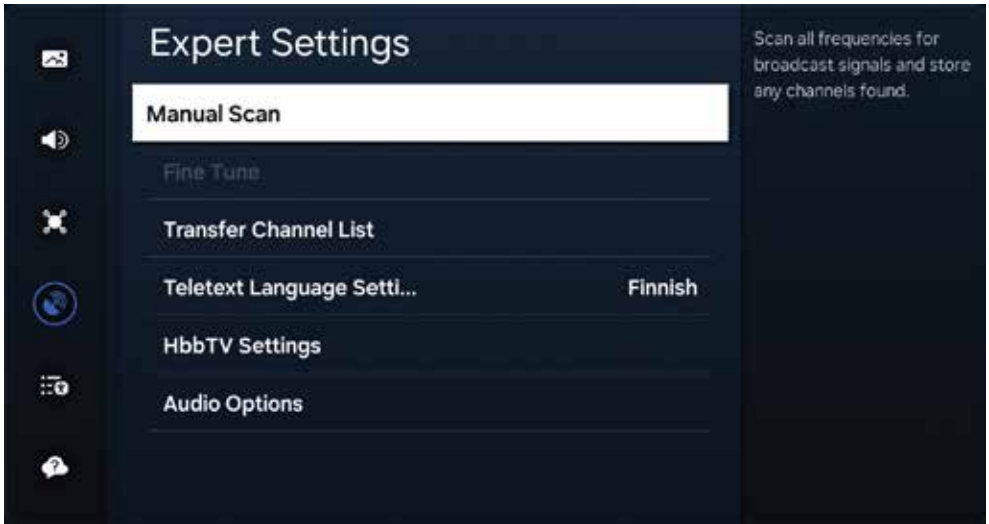 Expert Settings
Manual Scan
Fine Tune
Transfer Channel List
Teletext Language Setti... Finnish
HbbTV Settings
Audio Options
Scan all frequencies for
broadcast signals and store
any channels found.